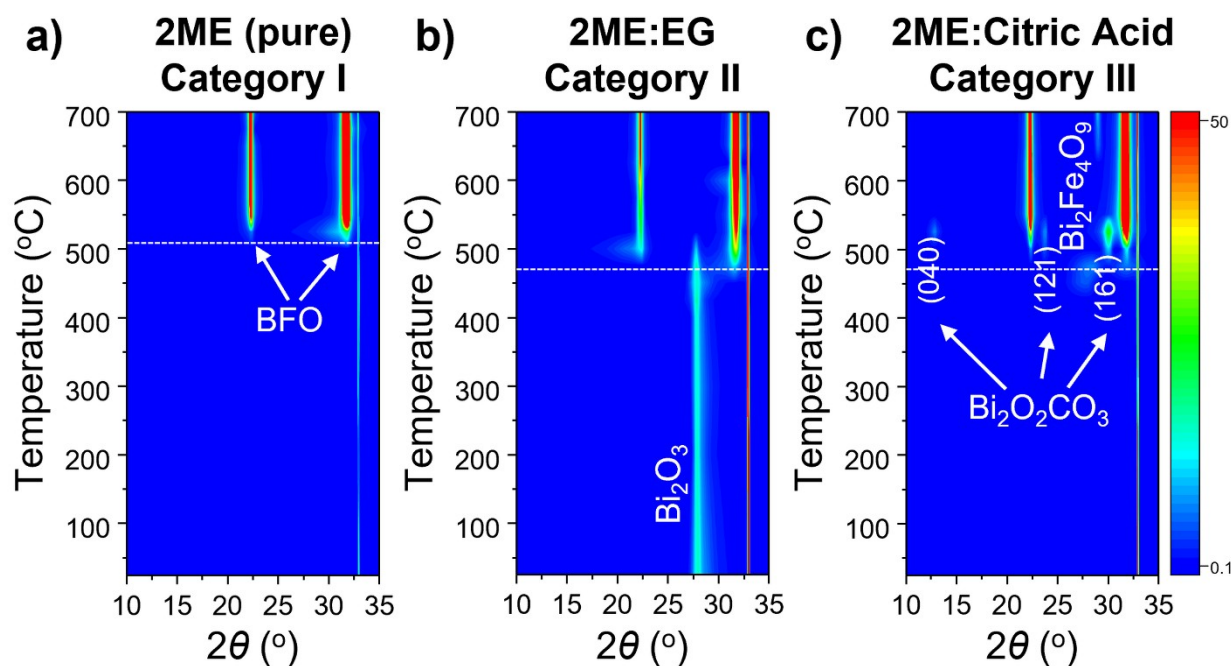 a) 2ME (pure)
Category I
b) 2ME:EG
Category II
c) 2ME:Citric Acid
Category III
Temperature (°C)
700
600
500
400
300
200
100
BFO
10 15 20 25 30 35
2θ (°)
Temperature (°C)
700
600
500
400
300
200
100
Bi₂O₃
10 15 20 25 30 35
2θ (°)
Temperature (°C)
700
600
500
400
300
200
100
(040)
(121)
Bi₂Fe₄O₉
(161)
Bi₂O₂CO₃
10 15 20 25 30 35
2θ (°)
50
0.1